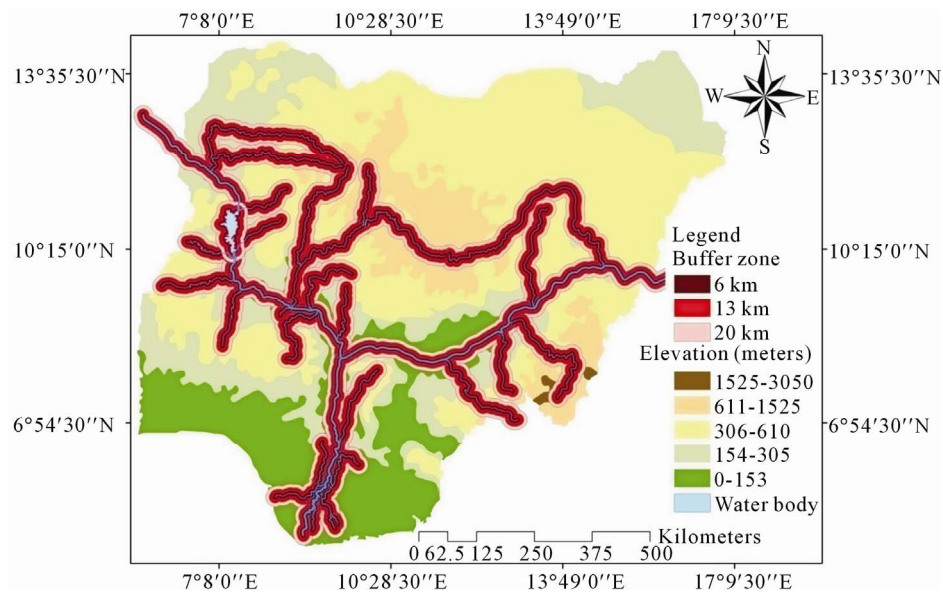 7°8′0′′E 10°28′30′′E 13°49′0′′E 17°9′30′′E
13°35′30′′N 13°35′30′′N
N
W E
S
10°15′0′′N 10°15′0′′N
6°54′30′′N 6°54′30′′N
Legend
Buffer zone
6 km
13 km
20 km
Elevation (meters)
1525-3050
611-1525
306-610
154-305
0-153
Water body
Kilometers
0 62.5 125 250 375 500
7°8′0′′E 10°28′30′′E 13°49′0′′E 17°9′30′′E